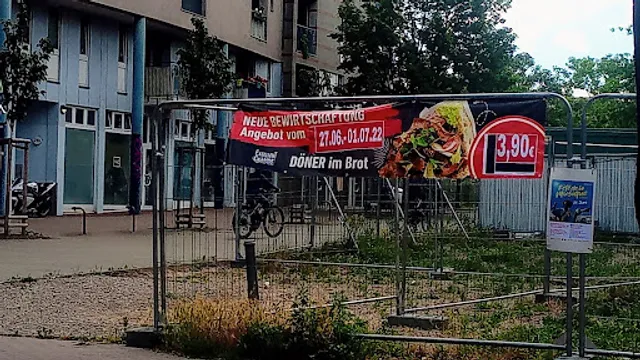 NEUE BEWIRTSCHAFTUNG
Angebot vom 27.06.- 01.07.22
DÖNER im Brot
3,90€